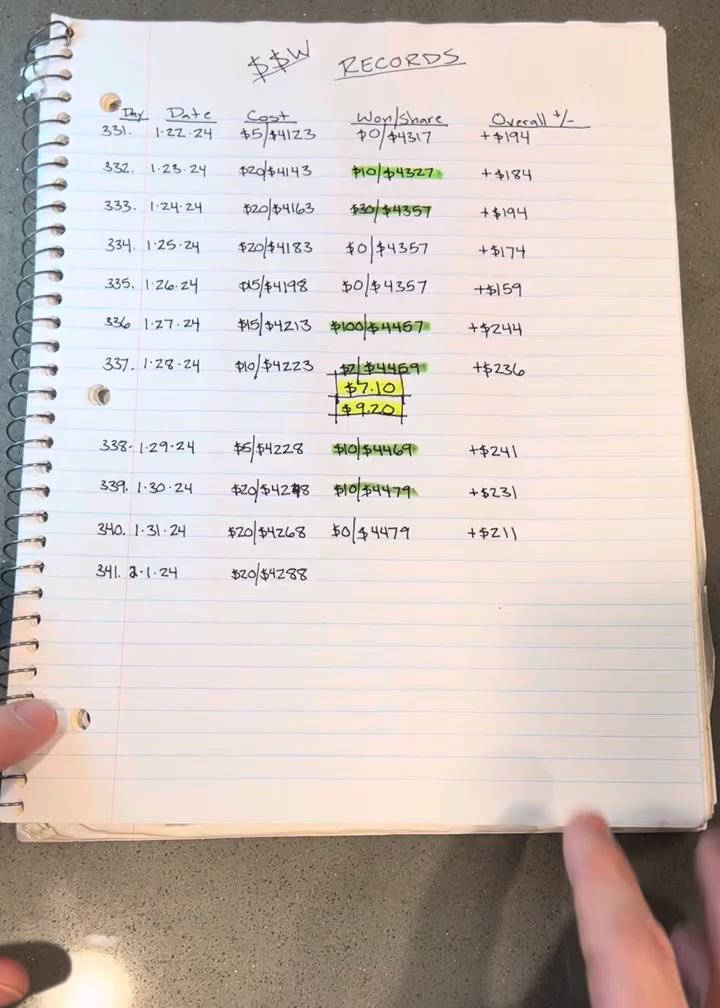 $$W RECORDS
Day Date Cost Won/Share Overall +/-
331. 1.22.24 $5/$4123 $0/$4317 +$194
332. 1.23.24 $20/$4143 $10/$4327 +$184
333. 1.24.24 $20/$4163 $30/$4357 +$194
334. 1.25.24 $20/$4183 $0/$4357 +$174
335. 1.26.24 $15/$4198 $0/$4357 +$159
336 1.27.24 $15/$4213 $100/$4457 +$244
337. 1.28.24 $10/$4223 $2/$4459 +$236
$7.10
$9.20
338. 1.29.24 $5/$4228 $10/$4469 +$241
339. 1.30.24 $20/$4248 $10/$4479 +$231
340. 1.31.24 $20/$4268 $0/$4479 +$211
341. 2.1.24 $20/$4288